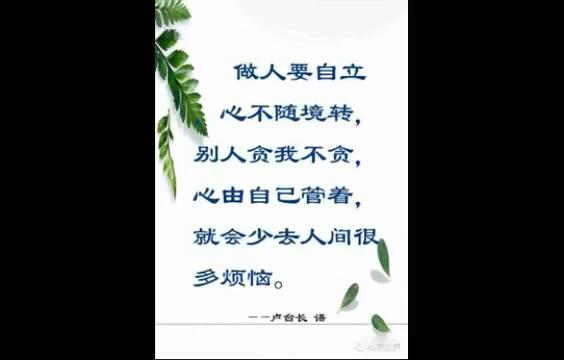 做人要自立
心不随境转，
别人贪我不贪，
心由自己管着，
就会少去人间很
多烦恼。
——卢台长 语